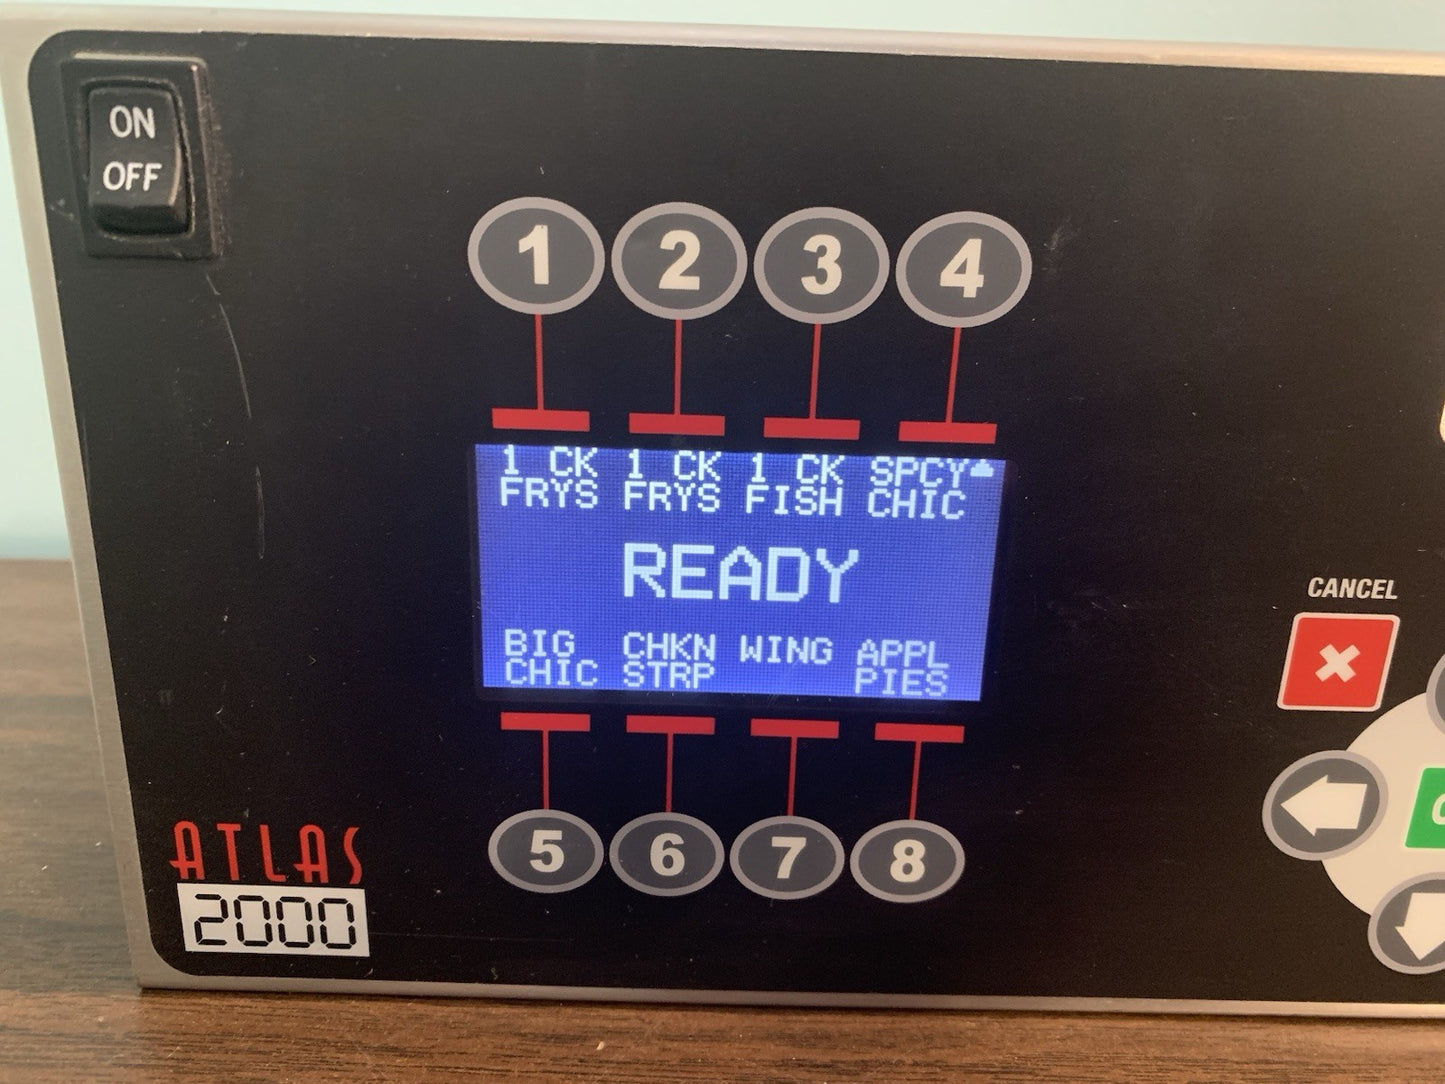 ON
OFF
1 2 3 4
1 CK 1 CK 1 CK SPCY
FRYS FRYS FISH CHIC
READY
BIG CHKN WING APPL
CHIC STRP PIES
CANCEL
5 6 7 8
ATLAS
2000